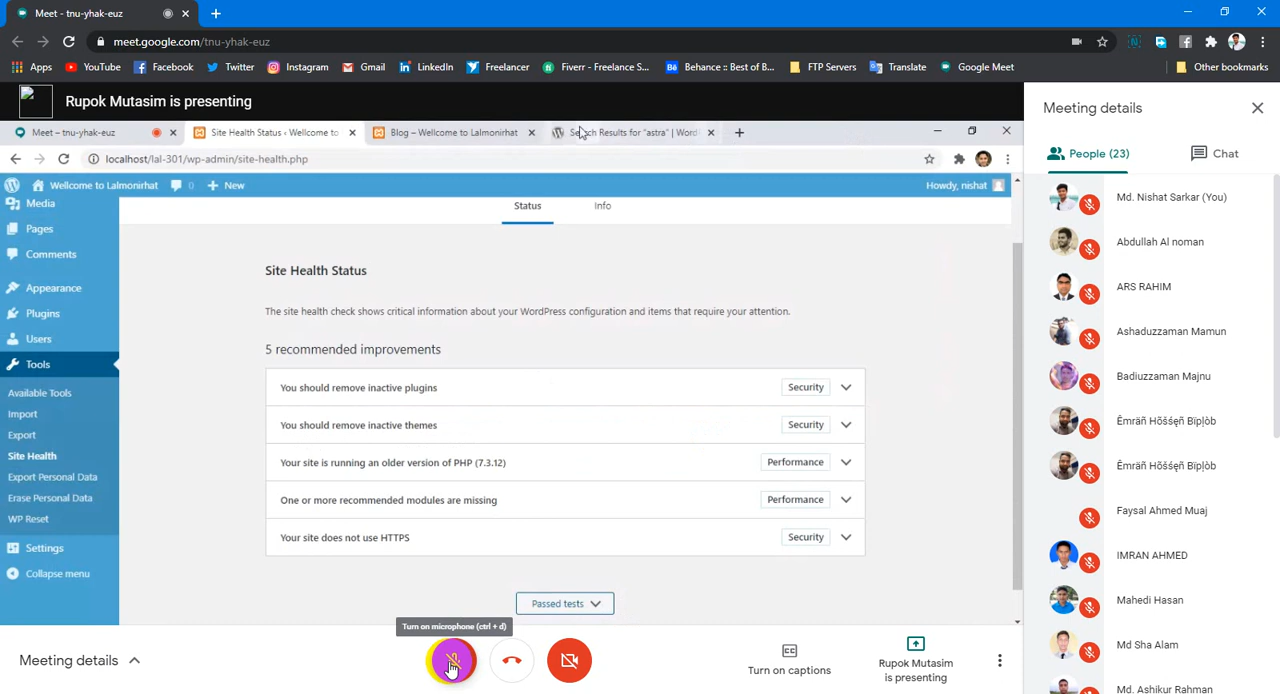 Meet - tnu-yhak-euz
meet.google.com/tnu-yhak-euz
Apps YouTube Facebook Twitter Instagram Gmail LinkedIn Freelancer Fiverr - Freelance S... Behance :: Best of B... FTP Servers Translate Google Meet Other bookmarks
Rupok Mutasim is presenting
Meet – tnu-yhak-euz Site Health Status ‹ Wellcome to Blog – Wellcome to Lalmonirhat Search Results for "astra" | Word
localhost/lal-301/wp-admin/site-health.php
Wellcome to Lalmonirhat 0 + New Howdy, nishat
Media
Pages
Comments
Appearance
Plugins
Users
Tools
Available Tools
Import
Export
Site Health
Export Personal Data
Erase Personal Data
WP Reset
Settings
Collapse menu
Status Info
Site Health Status
The site health check shows critical information about your WordPress configuration and items that require your attention.
5 recommended improvements
You should remove inactive plugins Security
You should remove inactive themes Security
Your site is running an older version of PHP (7.3.12) Performance
One or more recommended modules are missing Performance
Your site does not use HTTPS Security
Passed tests
Turn on microphone (ctrl + d)
Meeting details
Turn on captions
Rupok Mutasim
is presenting
Meeting details
People (23) Chat
Md. Nishat Sarkar (You)
Abdullah Al noman
ARS RAHIM
Ashaduzzaman Mamun
Badiuzzaman Majnu
Êmräñ Hõšśęñ Bïp|lòb
Êmräñ Hõšśęñ Bïp|lòb
Faysal Ahmed Muaj
IMRAN AHMED
Mahedi Hasan
Md Sha Alam
Md. Ashikur Rahman